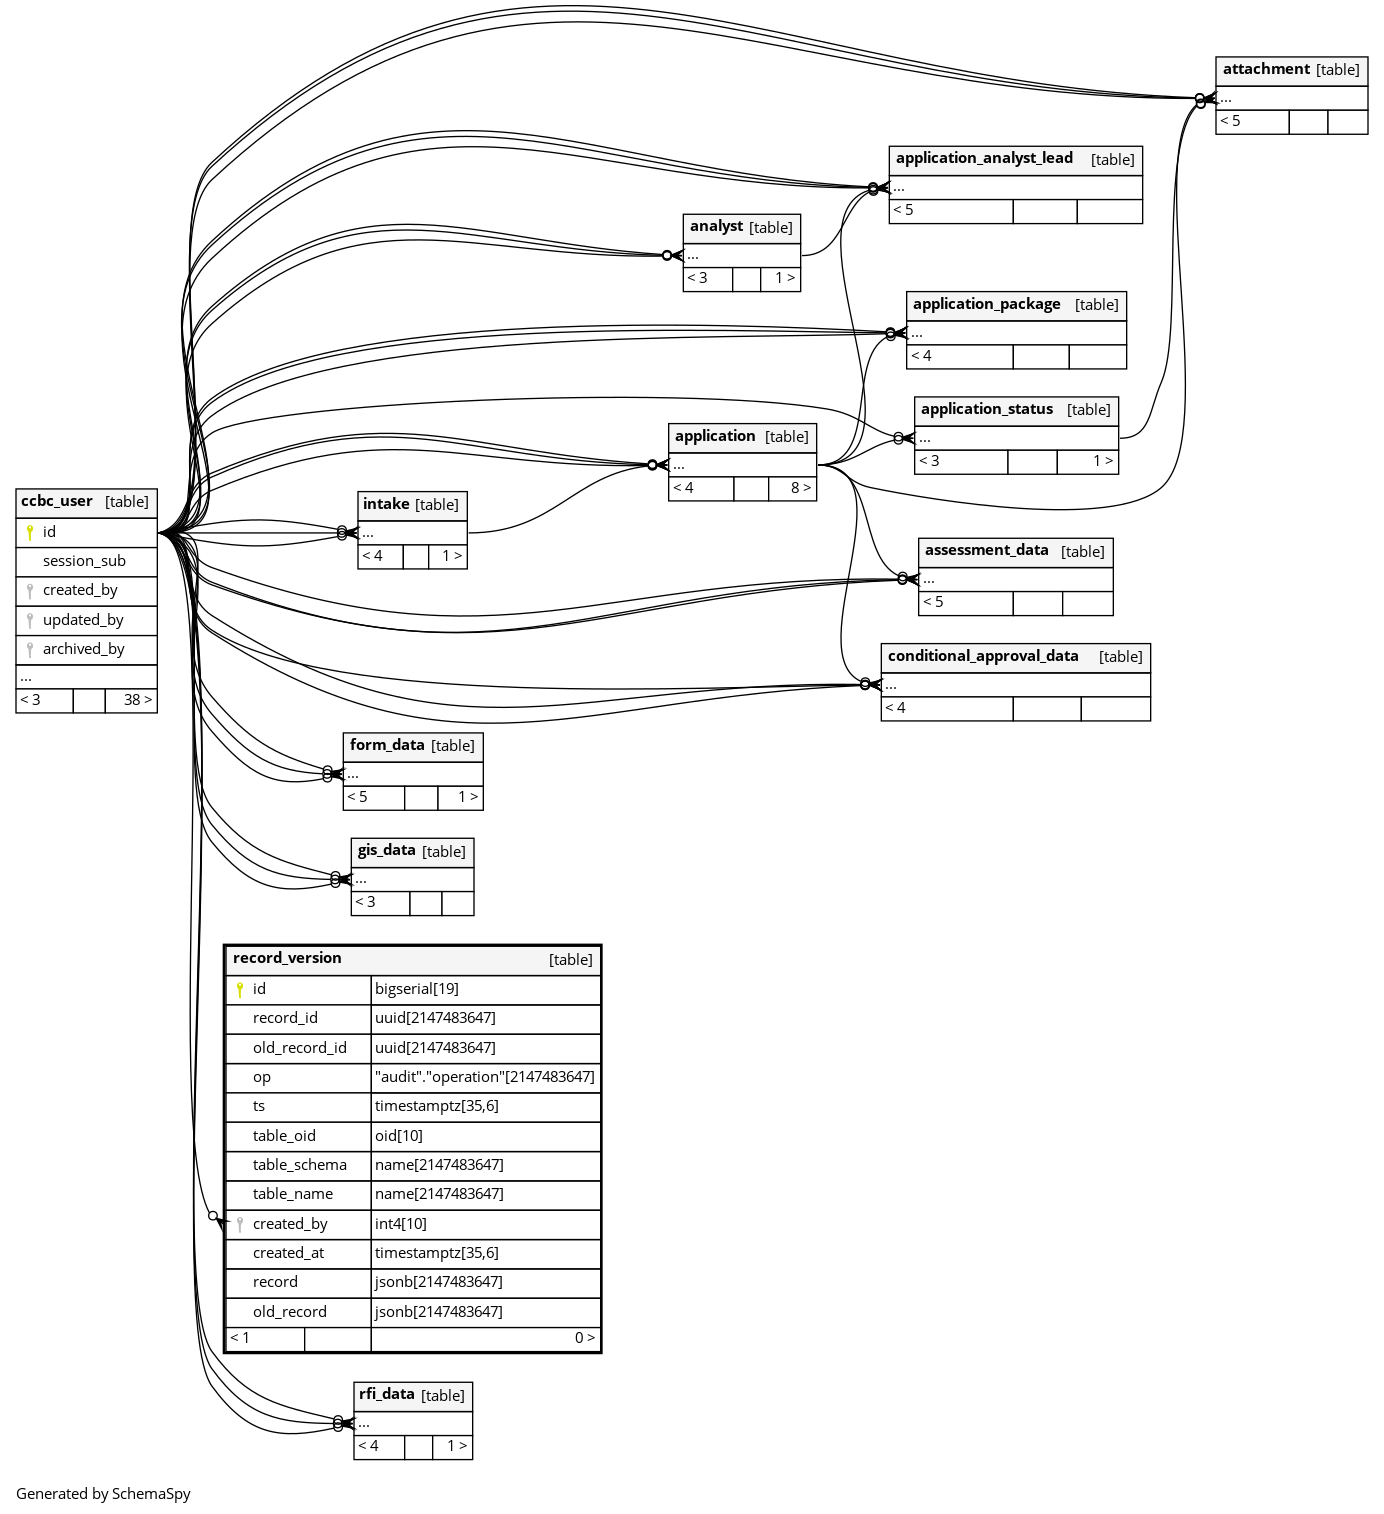 attachment [table]
...
< 5
application_analyst_lead [table]
...
< 5
analyst [table]
...
< 3 1 >
application_package [table]
...
< 4
application_status [table]
...
< 3 1 >
application [table]
...
< 4 8 >
ccbc_user [table]
id
session_sub
created_by
updated_by
archived_by
...
< 3 38 >
intake [table]
...
< 4 1 >
assessment_data [table]
...
< 5
conditional_approval_data [table]
...
< 4
form_data [table]
...
< 5 1 >
gis_data [table]
...
< 3
record_version [table]
id bigserial[19]
record_id uuid[2147483647]
old_record_id uuid[2147483647]
op "audit"."operation"[2147483647]
ts timestamptz[35,6]
table_oid oid[10]
table_schema name[2147483647]
table_name name[2147483647]
created_by int4[10]
created_at timestamptz[35,6]
record jsonb[2147483647]
old_record jsonb[2147483647]
< 1 0 >
rfi_data [table]
...
< 4 1 >
Generated by SchemaSpy